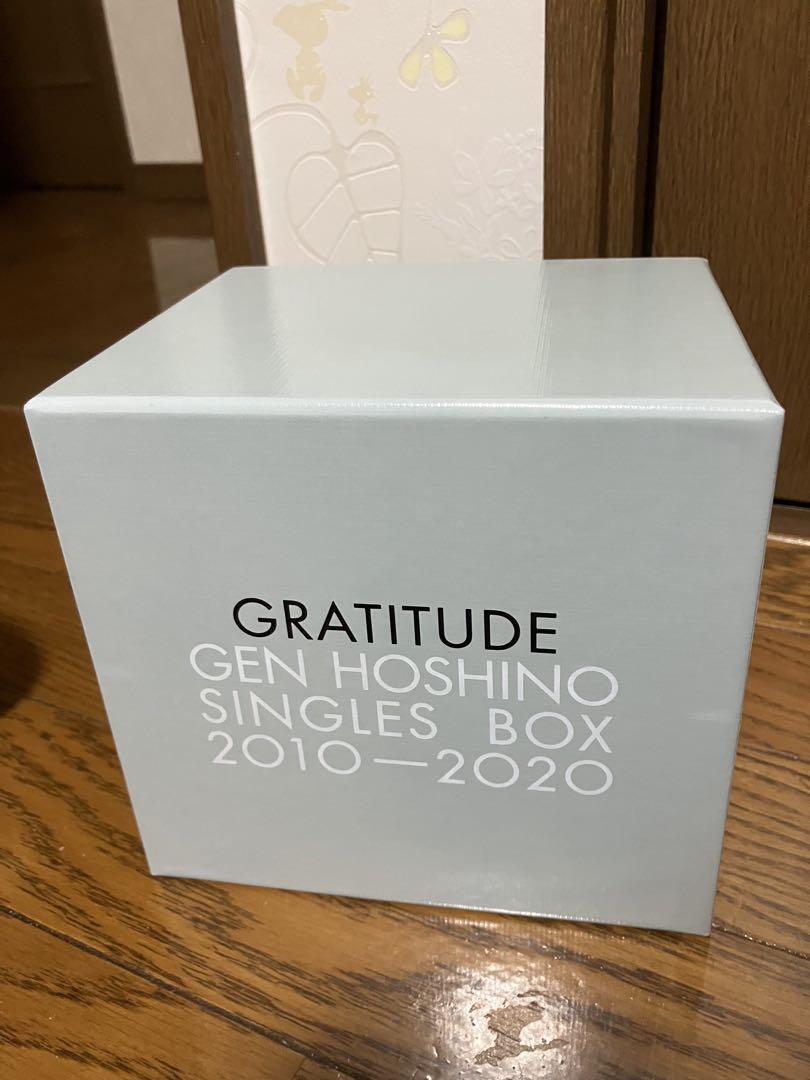 GRATITUDE
GEN HOSHINO
SINGLES BOX
2010—2020